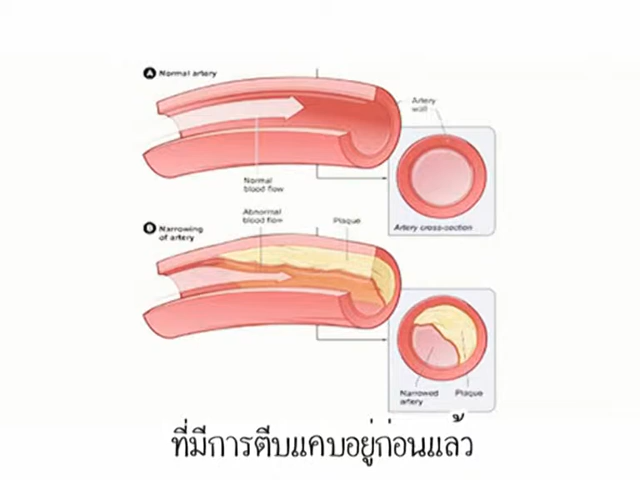 A Normal artery
Artery
wall
Normal
blood flow
Artery cross-section
B Narrowing
of artery
Abnormal
blood flow
Plaque
Narrowed
artery
Plaque
ที่มีการตีบแคบอยู่ก่อนแล้ว